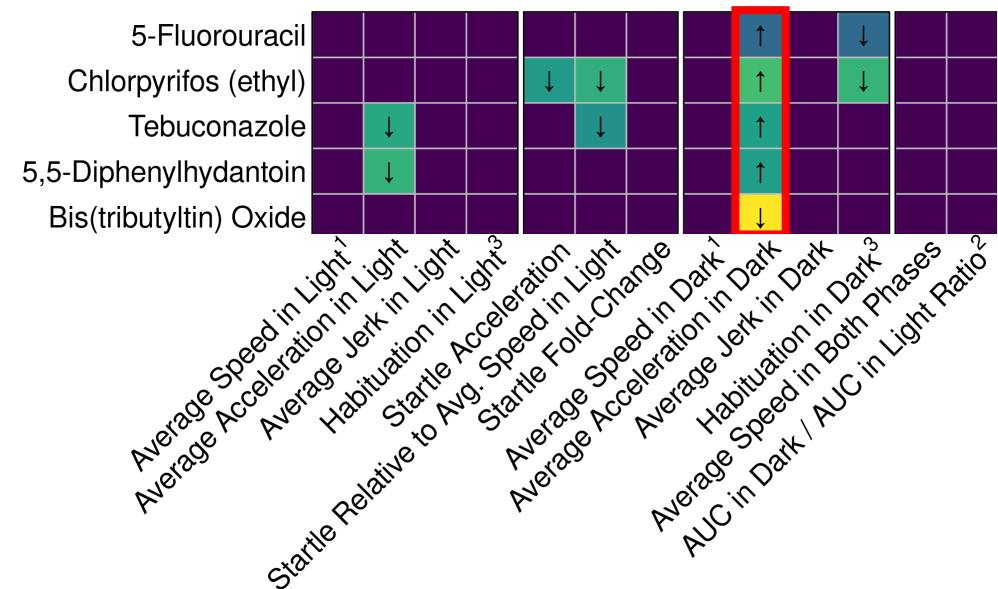 5-Fluorouracil ↑ ↓
Chlorpyrifos (ethyl) ↓ ↓ ↑ ↓
Tebuconazole ↓ ↓ ↑
5,5-Diphenylhydantoin ↓ ↑
Bis(tributyltin) Oxide ↓
Average Speed in Light¹
Average Acceleration in Light
Average Jerk in Light
Habituation in Light³
Startle Acceleration
Startle Relative to Avg. Speed in Light
Startle Fold-Change
Average Speed in Dark¹
Average Acceleration in Dark
Average Jerk in Dark
Habituation in Dark³
Average Speed in Both Phases
AUC in Dark / AUC in Light Ratio²